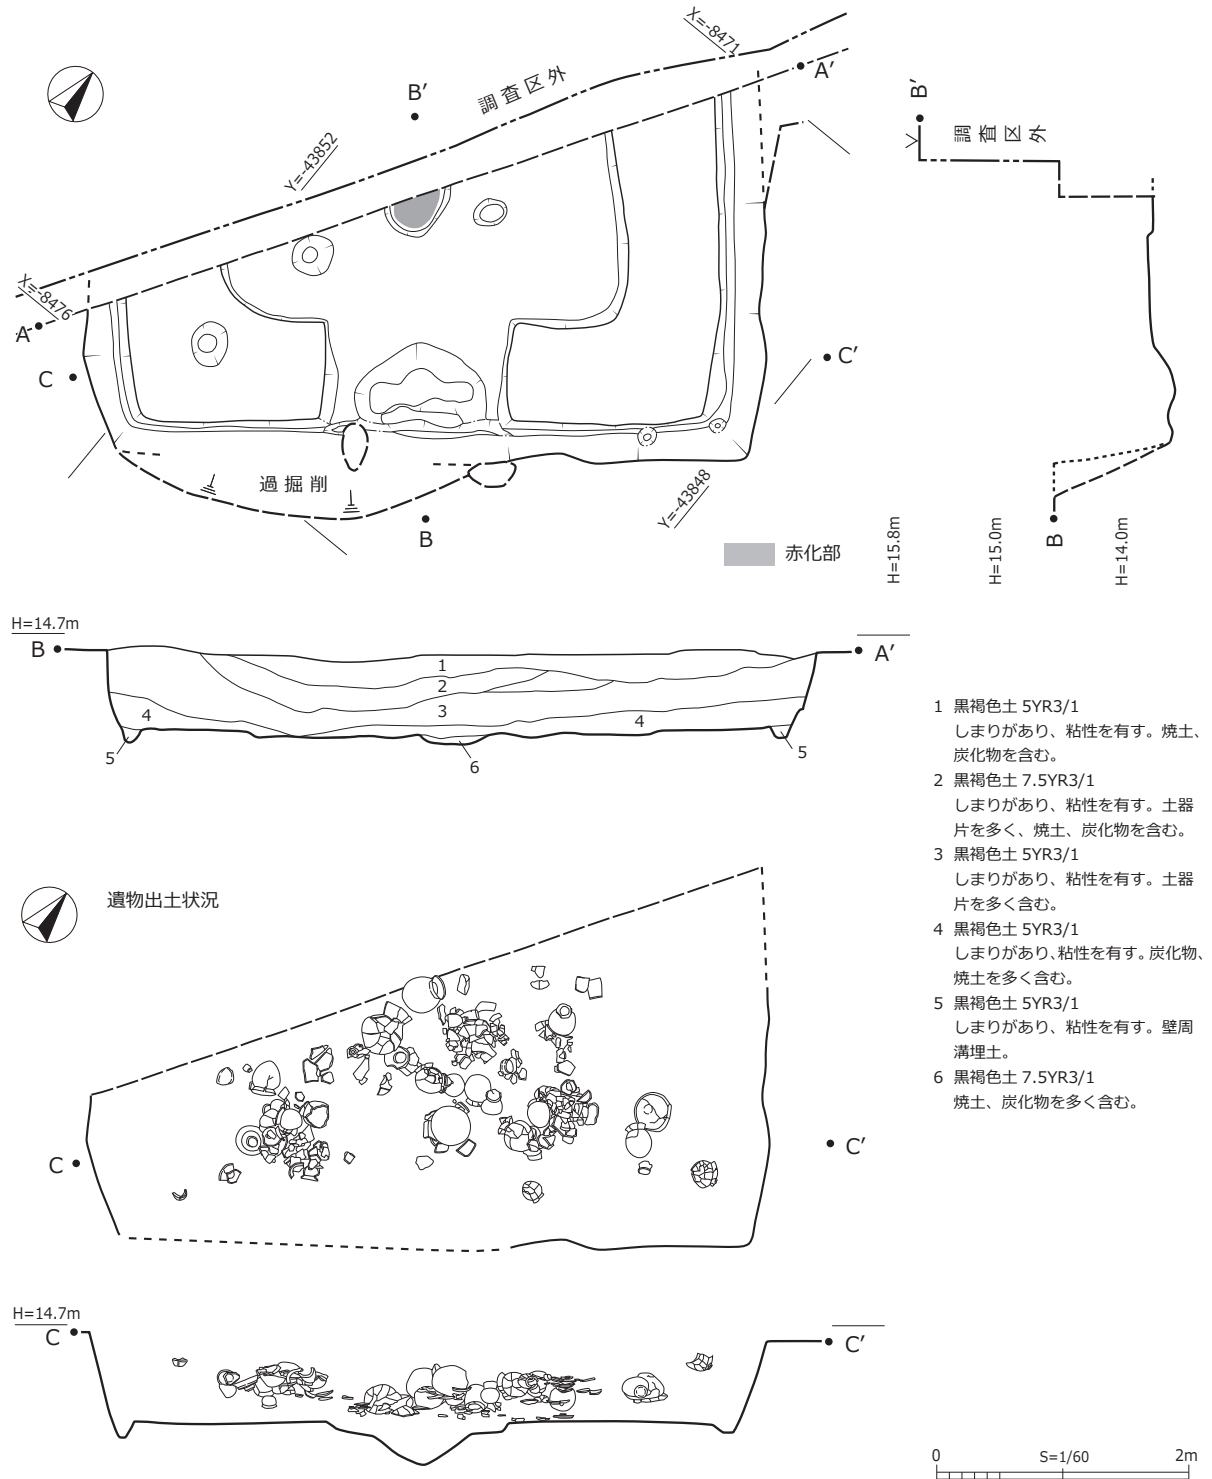 X=-8471
A′
B′
調査区外
Y=-43852
B′
調査区外
X=-8476
A
C
C′
過掘削
Y=-43848
B
B
赤化部
H=15.8m
H=15.0m
H=14.0m
H=14.7m
B
A′
1
2
3
4
4
5
5
6
1 黒褐色土 5YR3/1
しまりがあり、粘性を有す。焼土、
炭化物を含む。
2 黒褐色土 7.5YR3/1
しまりがあり、粘性を有す。土器
片を多く、焼土、炭化物を含む。
3 黒褐色土 5YR3/1
しまりがあり、粘性を有す。土器
片を多く含む。
4 黒褐色土 5YR3/1
しまりがあり､粘性を有す。炭化物、
焼土を多く含む。
5 黒褐色土 5YR3/1
しまりがあり、粘性を有す。壁周
溝埋土。
6 黒褐色土 7.5YR3/1
焼土、炭化物を多く含む。
遺物出土状況
C
C′
H=14.7m
C
C′
0 S=1/60 2m